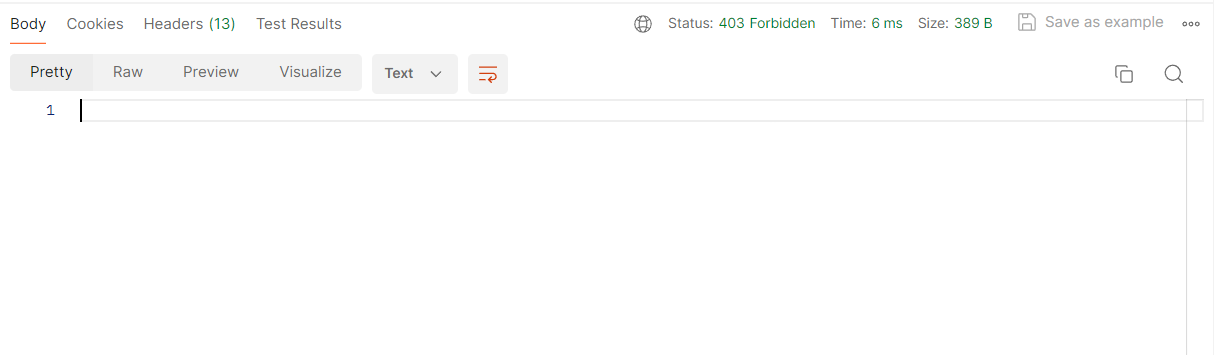 Body Cookies Headers (13) Test Results Status: 403 Forbidden Time: 6 ms Size: 389 B Save as example
Pretty Raw Preview Visualize Text
1